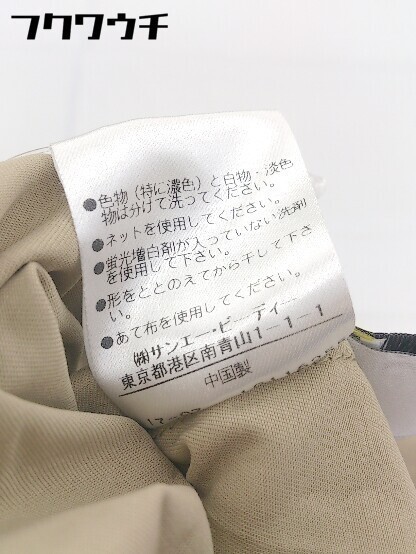 フクワウチ
●色物（特に濃色）と白物・淡色
物は分けて洗ってください。
●ネットを使用してください。
●蛍光増白剤が入っていない洗剤
を使用して下さい。
●形をととのえてから干して下さ
い。
●あて布を使用してください。
㈱サンエー・ビーディー
東京都港区南青山1-1-1
中国製